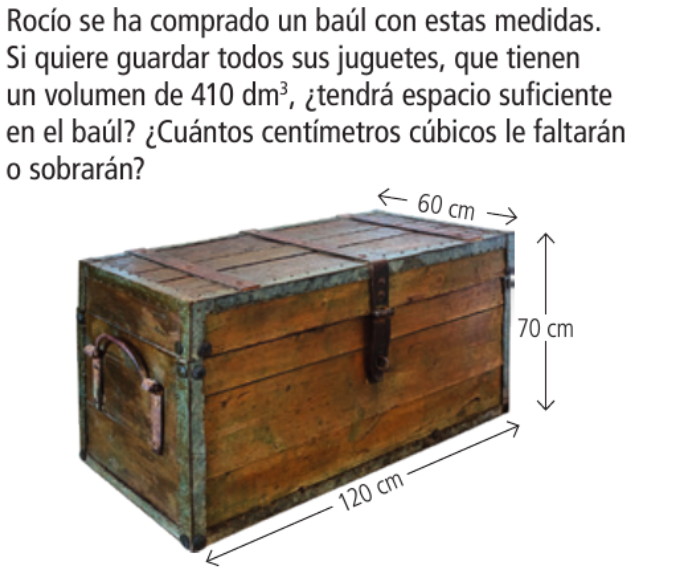 Rocío se ha comprado un baúl con estas medidas.
Si quiere guardar todos sus juguetes, que tienen
un volumen de 410 dm³, ¿tendrá espacio suficiente
en el baúl? ¿Cuántos centímetros cúbicos le faltarán
o sobrarán?
60 cm
70 cm
120 cm